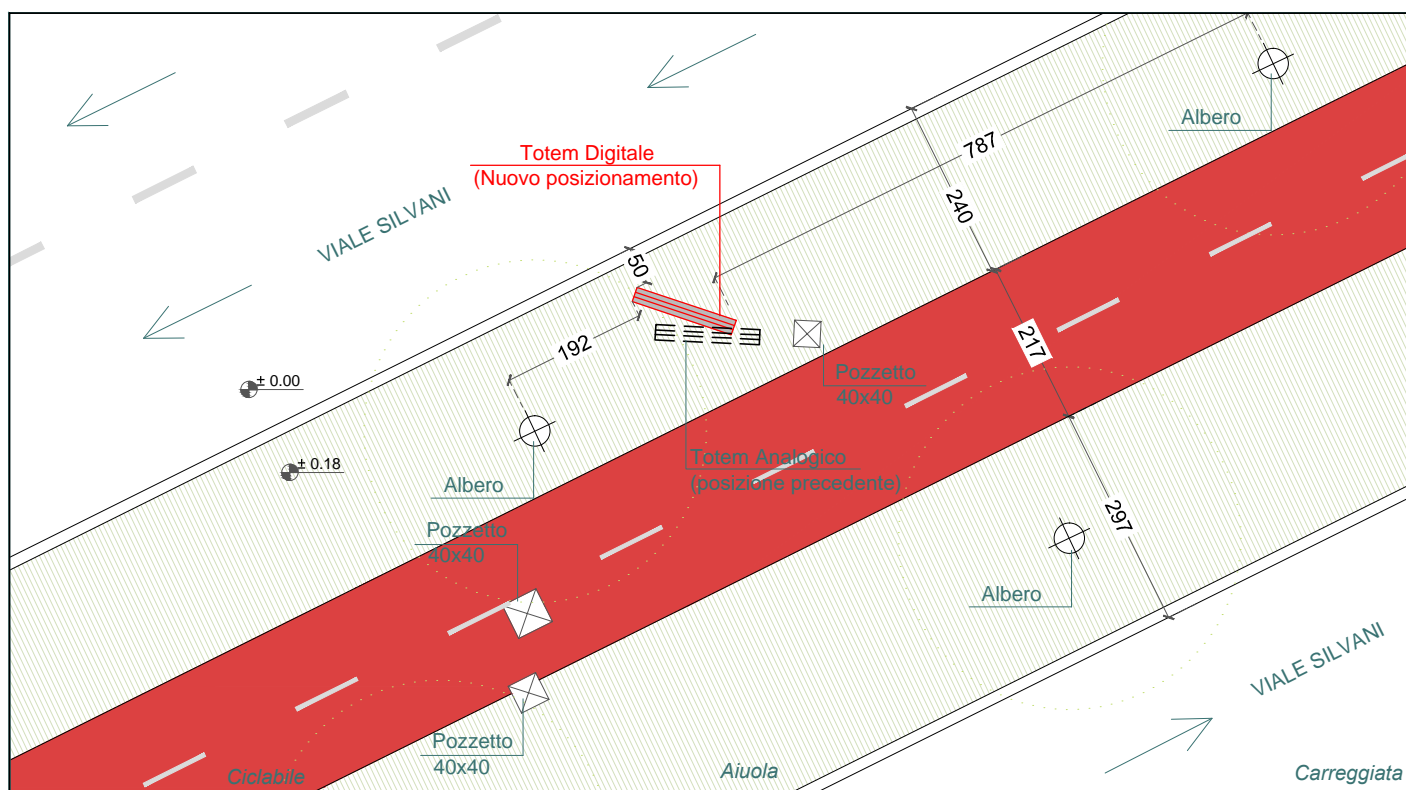 Albero
787
Totem Digitale
(Nuovo posizionamento)
240
VIALE SILVANI
50
192
217
± 0.00
Pozzetto
40x40
± 0.18
Totem Analogico
(posizione precedente)
Albero
Pozzetto
40x40
297
Albero
VIALE SILVANI
Pozzetto
40x40
Ciclabile
Aiuola
Carreggiata